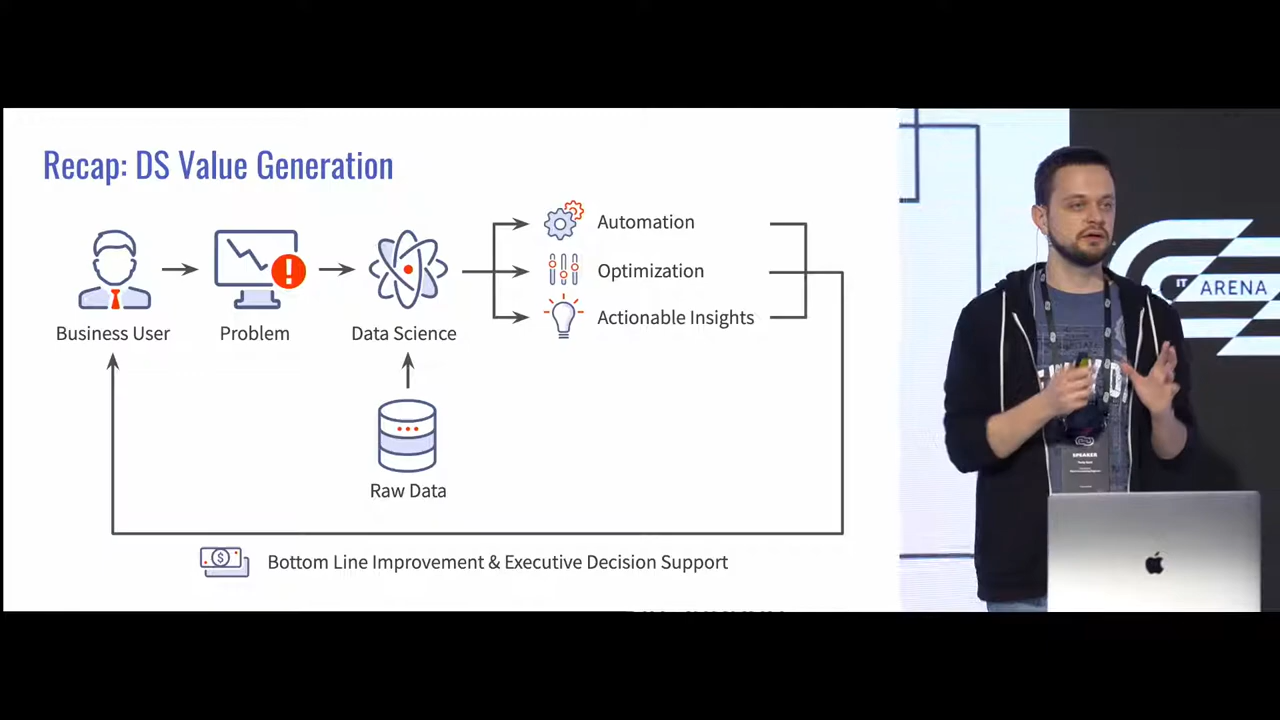 Recap: DS Value Generation
Automation
Optimization
Actionable Insights
Business User
Problem
Data Science
Raw Data
Bottom Line Improvement & Executive Decision Support
IT
ARENA
SPEAKER